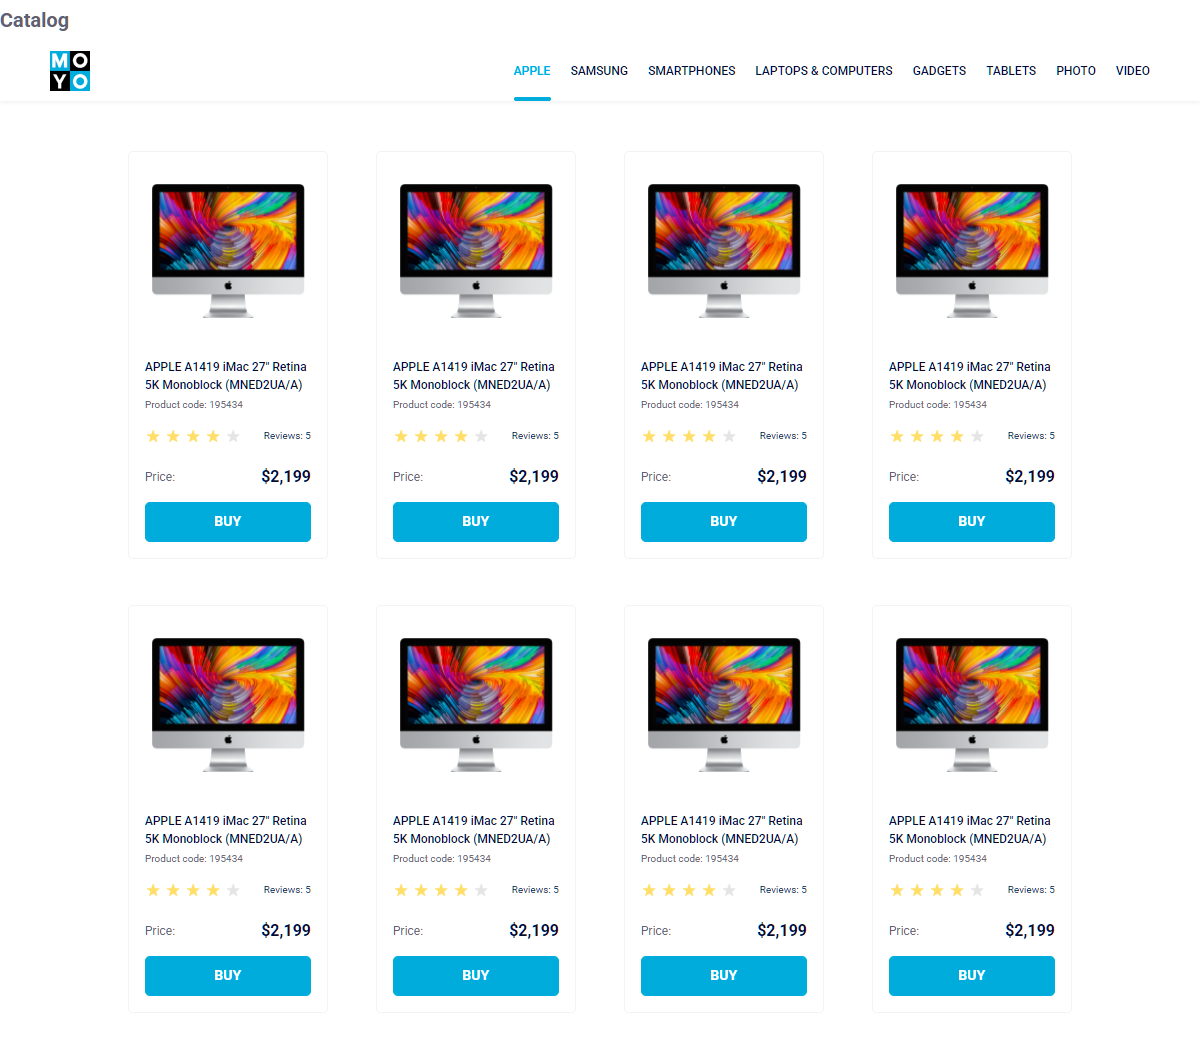 Catalog
MO
YO
APPLE SAMSUNG SMARTPHONES LAPTOPS & COMPUTERS GADGETS TABLETS PHOTO VIDEO
APPLE A1419 iMac 27" Retina
5K Monoblock (MNED2UA/A)
Product code: 195434
Reviews: 5
Price: $2,199
BUY
APPLE A1419 iMac 27" Retina
5K Monoblock (MNED2UA/A)
Product code: 195434
Reviews: 5
Price: $2,199
BUY
APPLE A1419 iMac 27" Retina
5K Monoblock (MNED2UA/A)
Product code: 195434
Reviews: 5
Price: $2,199
BUY
APPLE A1419 iMac 27" Retina
5K Monoblock (MNED2UA/A)
Product code: 195434
Reviews: 5
Price: $2,199
BUY
APPLE A1419 iMac 27" Retina
5K Monoblock (MNED2UA/A)
Product code: 195434
Reviews: 5
Price: $2,199
BUY
APPLE A1419 iMac 27" Retina
5K Monoblock (MNED2UA/A)
Product code: 195434
Reviews: 5
Price: $2,199
BUY
APPLE A1419 iMac 27" Retina
5K Monoblock (MNED2UA/A)
Product code: 195434
Reviews: 5
Price: $2,199
BUY
APPLE A1419 iMac 27" Retina
5K Monoblock (MNED2UA/A)
Product code: 195434
Reviews: 5
Price: $2,199
BUY